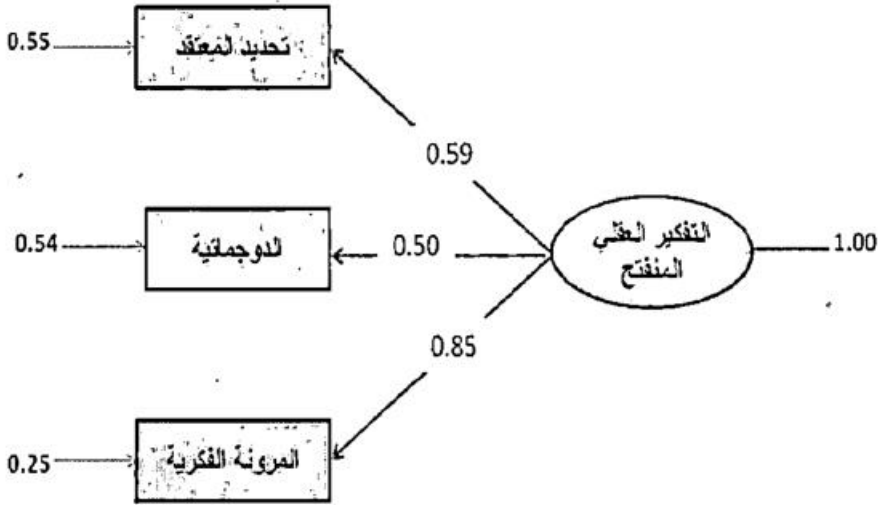 0.55
تحديد المعتقد
0.59
0.54
الدوجماتية
0.50
التفكير العقلي
المنفتح
1.00
0.85
0.25
المرونة الفكرية